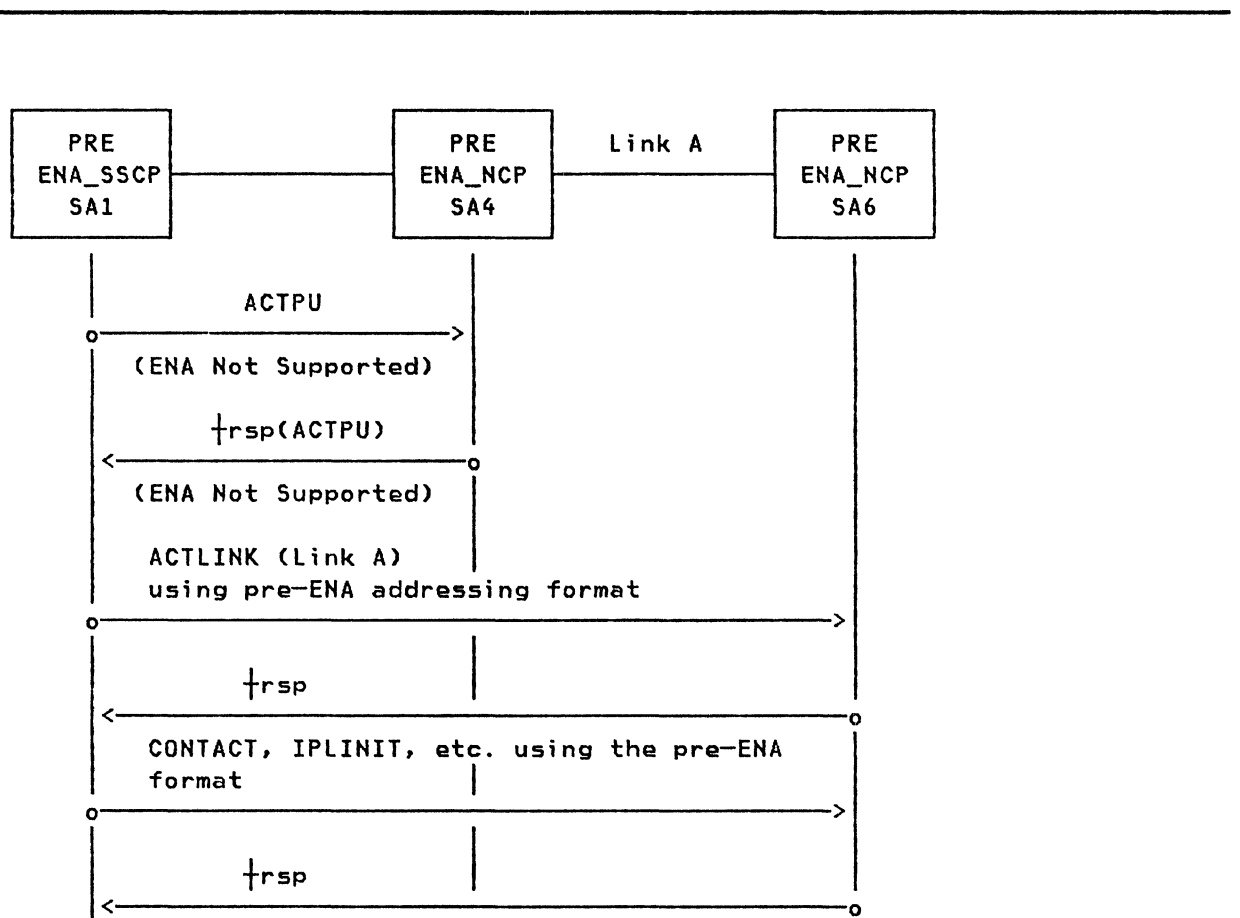 PRE
ENA_SSCP
SA1
PRE
ENA_NCP
SA4
Link A
PRE
ENA_NCP
SA6
ACTPU
(ENA Not Supported)
+rsp(ACTPU)
(ENA Not Supported)
ACTLINK (Link A)
using pre-ENA addressing format
+rsp
CONTACT, IPLINIT, etc. using the pre-ENA
format
+rsp